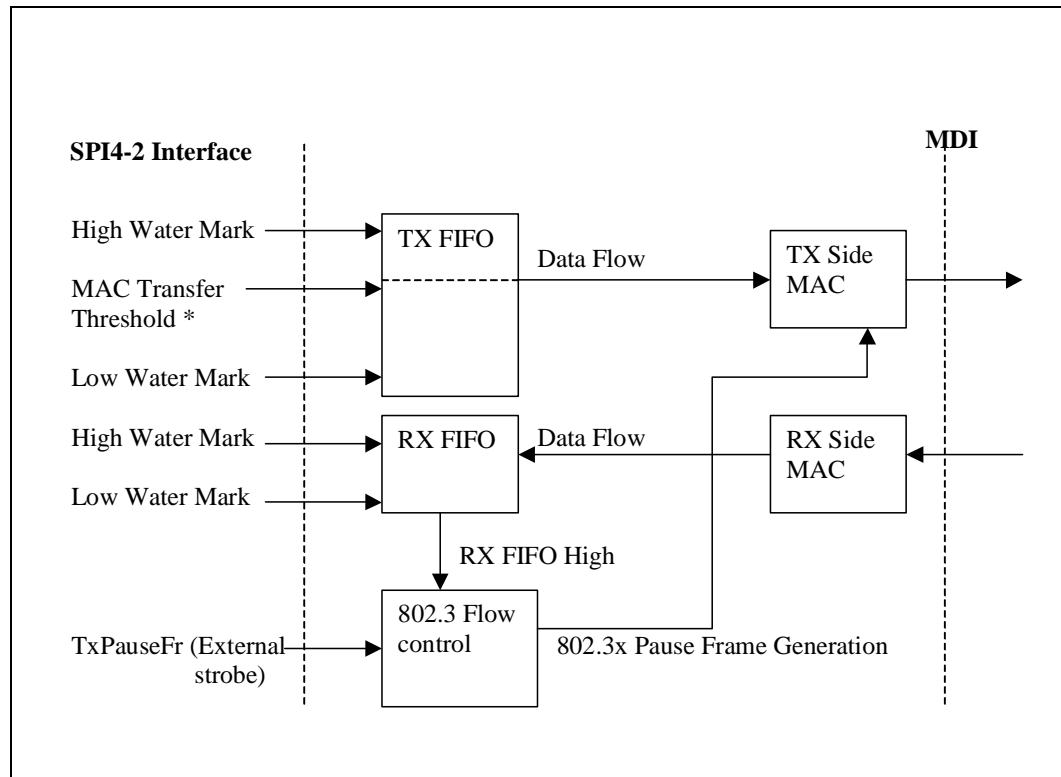 SPI4-2 Interface
MDI
High Water Mark
TX FIFO
Data Flow
TX Side
MAC
MAC Transfer
Threshold *
Low Water Mark
High Water Mark
RX FIFO
Data Flow
RX Side
MAC
Low Water Mark
RX FIFO High
802.3 Flow
control
TxPauseFr (External
strobe)
802.3x Pause Frame Generation